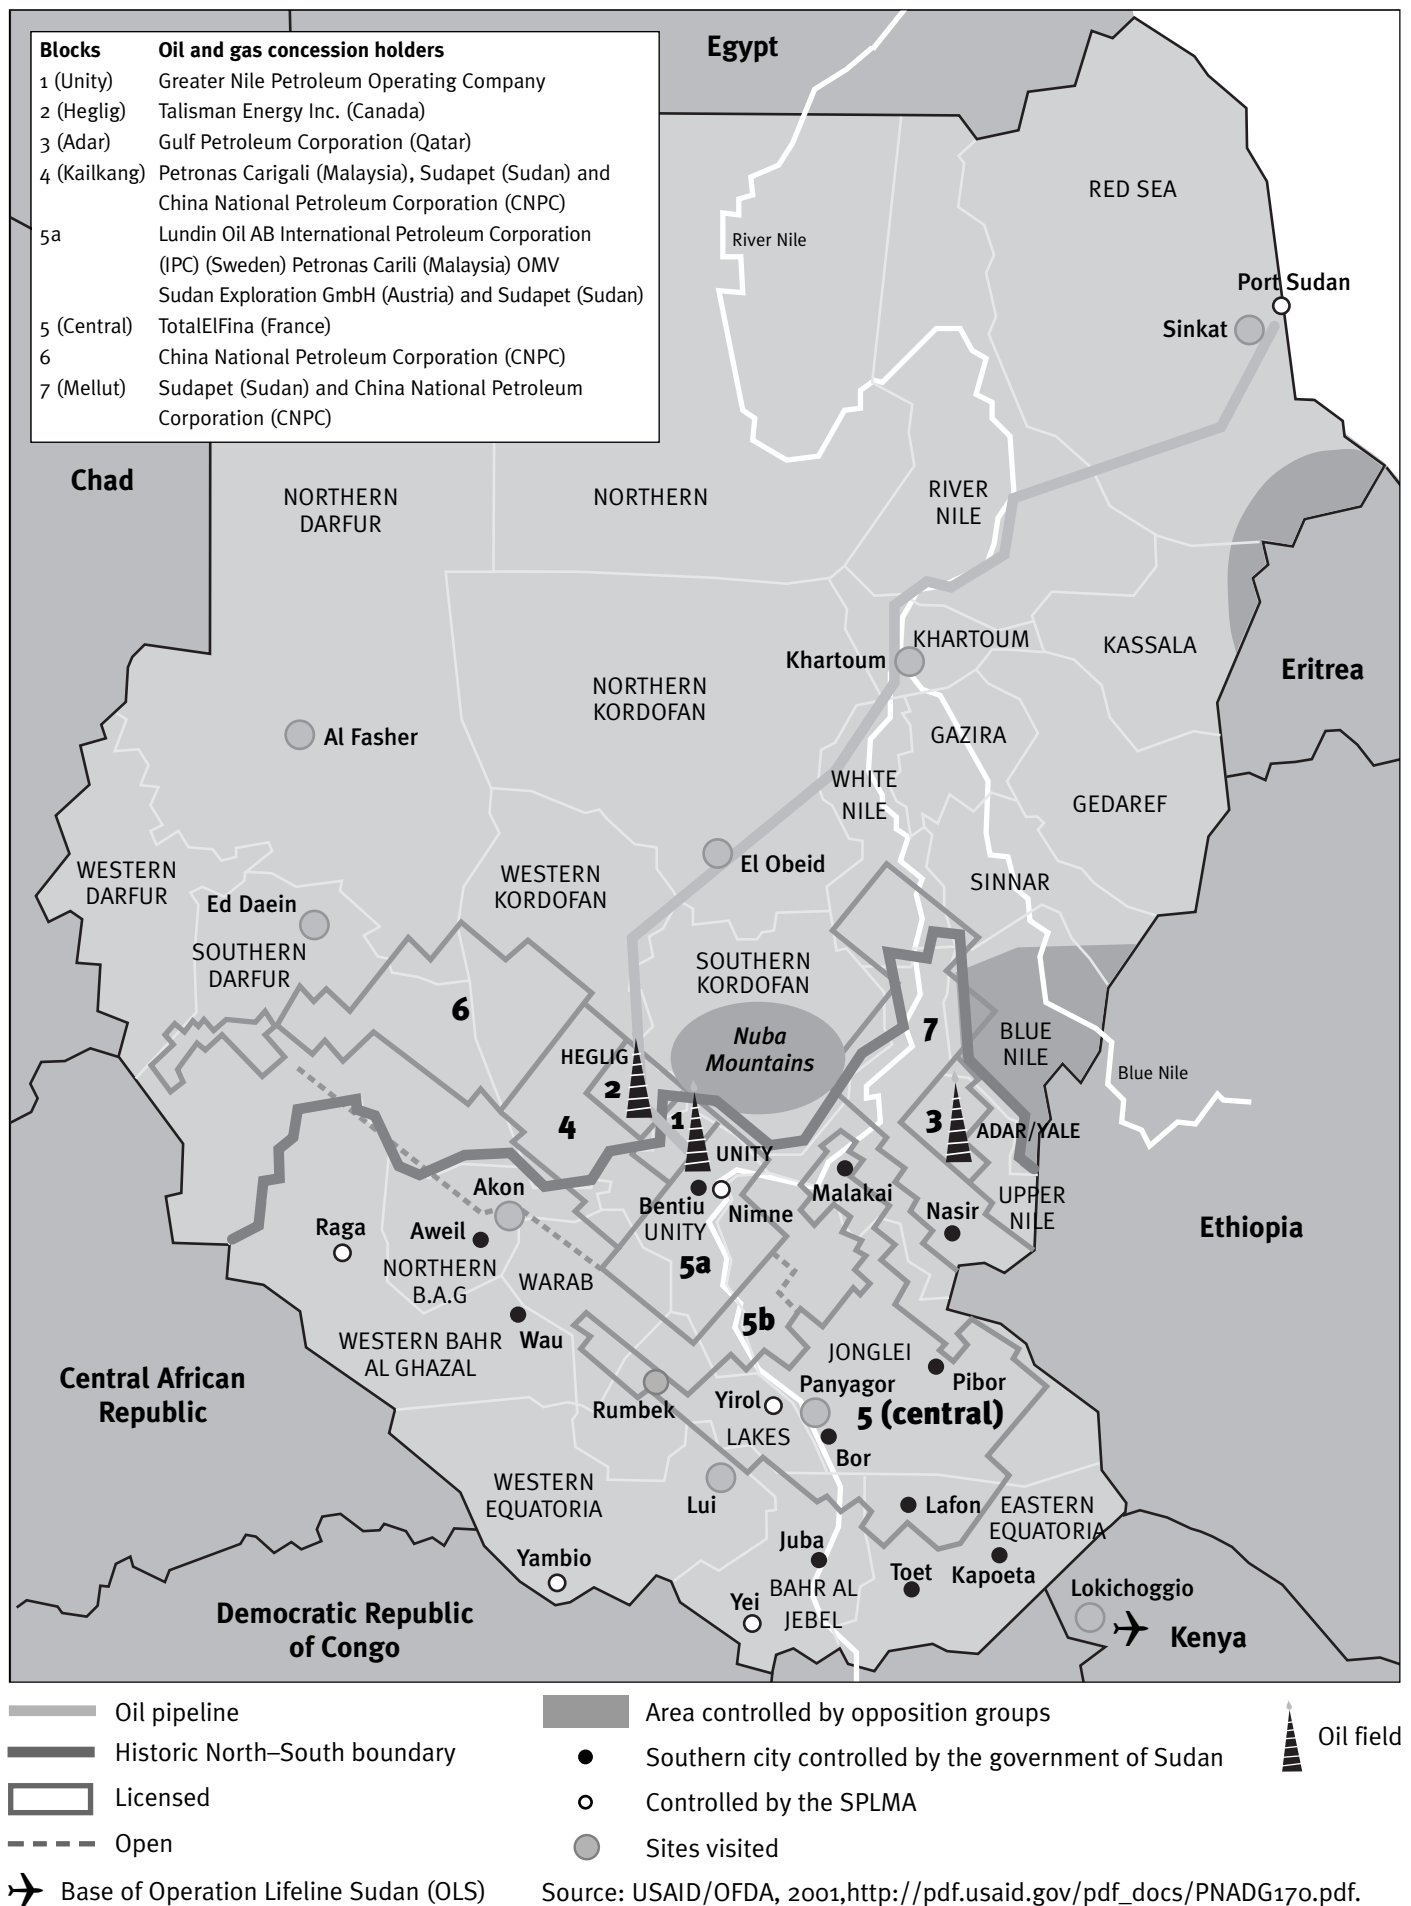 Blocks Oil and gas concession holders
1 (Unity) Greater Nile Petroleum Operating Company
2 (Heglig) Talisman Energy Inc. (Canada)
3 (Adar) Gulf Petroleum Corporation (Qatar)
4 (Kailkang) Petronas Carigali (Malaysia), Sudapet (Sudan) and
China National Petroleum Corporation (CNPC)
5a Lundin Oil AB International Petroleum Corporation
(IPC) (Sweden) Petronas Carili (Malaysia) OMV
Sudan Exploration GmbH (Austria) and Sudapet (Sudan)
5 (Central) TotalElFina (France)
6 China National Petroleum Corporation (CNPC)
7 (Mellut) Sudapet (Sudan) and China National Petroleum
Corporation (CNPC)
Egypt
RED SEA
River Nile
Port Sudan
Sinkat
Chad
NORTHERN
DARFUR
NORTHERN
RIVER
NILE
KHARTOUM
Khartoum
KASSALA
Eritrea
NORTHERN
KORDOFAN
Al Fasher
GAZIRA
WHITE
NILE
GEDAREF
El Obeid
WESTERN
DARFUR
WESTERN
KORDOFAN
SINNAR
Ed Daein
SOUTHERN
DARFUR
SOUTHERN
KORDOFAN
6
7
Nuba
Mountains
BLUE
NILE
HEGLIG
2
Blue Nile
4
1
3
ADAR/YALE
UNITY
Akon
Malakai
Bentiu
Nimne
UNITY
UPPER
NILE
Nasir
Raga
Aweil
Ethiopia
5a
NORTHERN
B.A.G
WARAB
5b
Wau
WESTERN BAHR
AL GHAZAL
JONGLEI
Pibor
Central African
Republic
Panyagor
Yirol
Rumbek
5 (central)
LAKES
Bor
WESTERN
EQUATORIA
Lui
Lafon
EASTERN
EQUATORIA
Juba
Yambio
Toet
Kapoeta
BAHR AL
JEBEL
Yei
Lokichoggio
Democratic Republic
of Congo
Kenya
Oil pipeline
Historic North–South boundary
Licensed
Open
Base of Operation Lifeline Sudan (OLS)
Area controlled by opposition groups
Southern city controlled by the government of Sudan
Controlled by the SPLMA
Sites visited
Oil field
Source: USAID/OFDA, 2001,http://pdf.usaid.gov/pdf_docs/PNADG170.pdf.